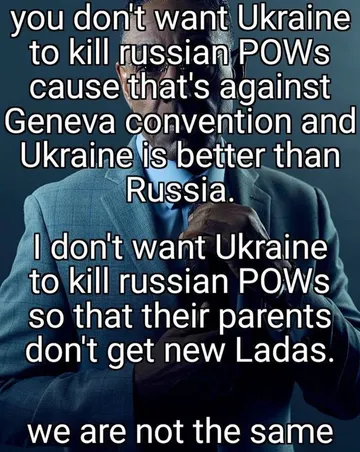 you don't want Ukraine
to kill russian POWs
cause that's against
Geneva convention and
Ukraine is better than
Russia.
I don't want Ukraine
to kill russian POWs
so that their parents
don't get new Ladas.
we are not the same